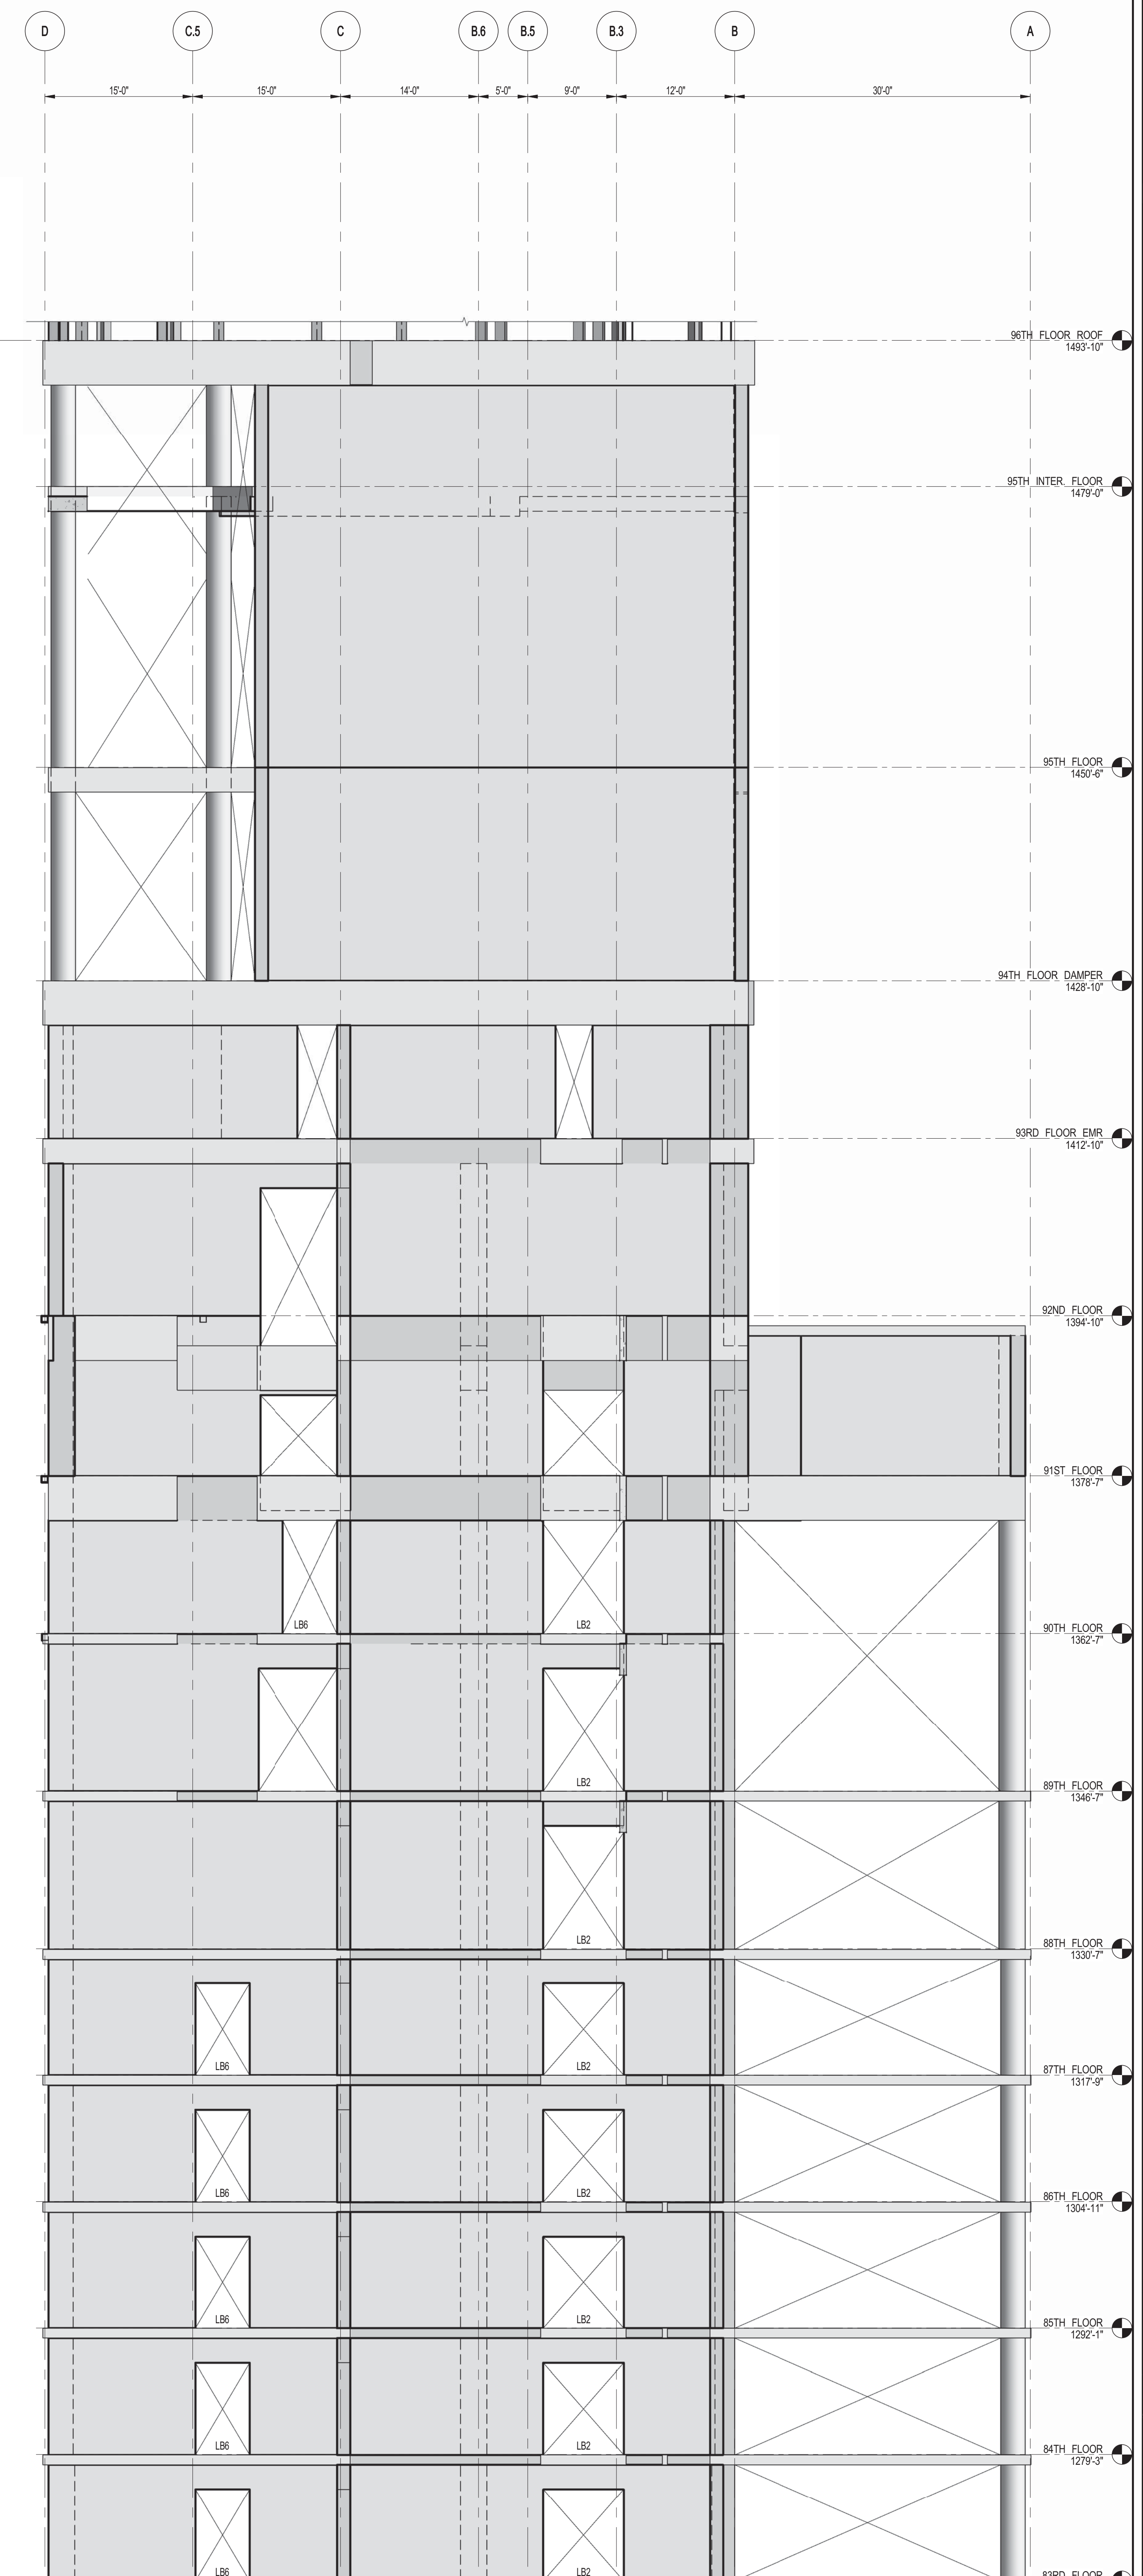 D C.5 C B.6 B.5 B.3 B A
15'-0" 15'-0" 14'-0" 5'-0" 9'-0" 12'-0" 30'-0"
96TH FLOOR ROOF
1493'-10"
95TH INTER. FLOOR
1479'-0"
95TH FLOOR
1450'-6"
94TH FLOOR DAMPER
1428'-10"
93RD FLOOR EMR
1412'-10"
92ND FLOOR
1394'-10"
91ST FLOOR
1378'-7"
LB6 LB2
90TH FLOOR
1362'-7"
LB2
89TH FLOOR
1346'-7"
LB2
88TH FLOOR
1330'-7"
LB6 LB2
87TH FLOOR
1317'-9"
LB6 LB2
86TH FLOOR
1304'-11"
LB6 LB2
85TH FLOOR
1292'-1"
LB6 LB2
84TH FLOOR
1279'-3"
LB6 LB2
83RD FLOOR